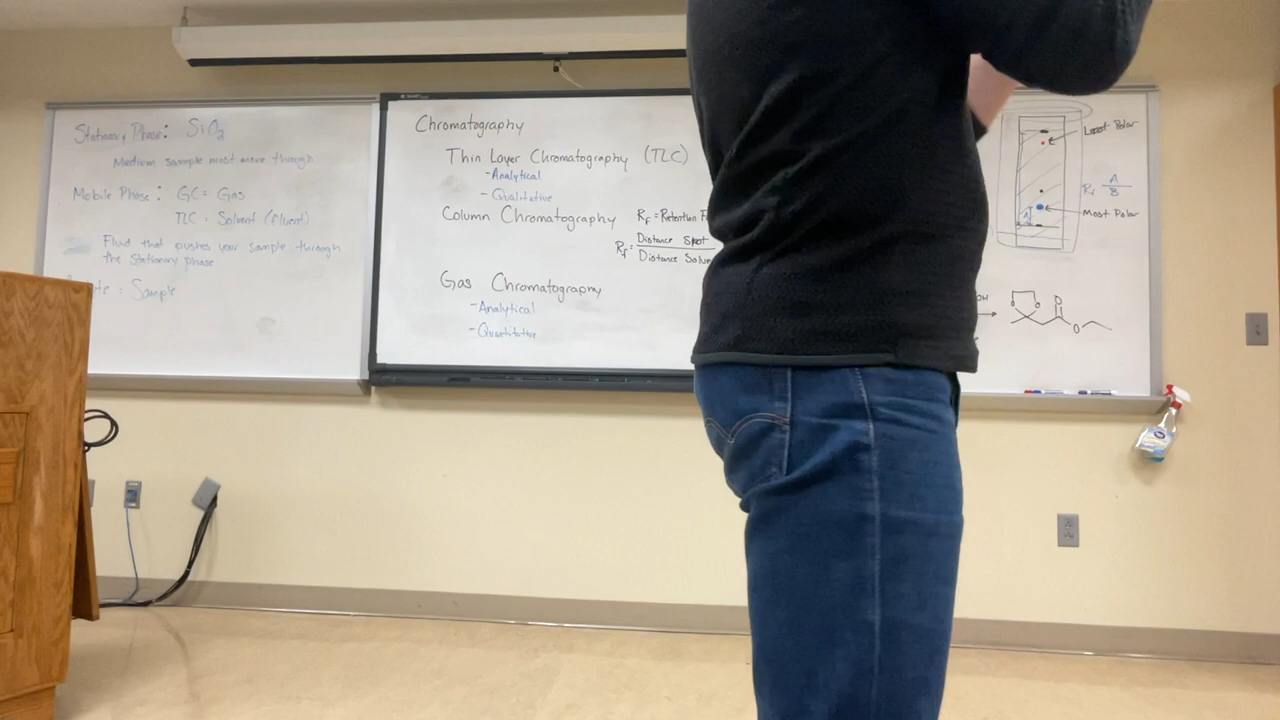 Stationary Phase: SiO2
Medium sample most move through
Mobile Phase: GC = Gas
TLC = Solvent (Eluent)
Fluid that pushes your sample through
the stationary phase
: Sample
Chromatography
Thin Layer Chromatography (TLC)
-Analytical
-Qualitative
Column Chromatography
Rf = Retention
Rf = Distance Spot
Distance
Gas Chromatography
-Analytical
-Quantitative
Least Polar
Rf A
B
Most Polar
A
O
O
O
O